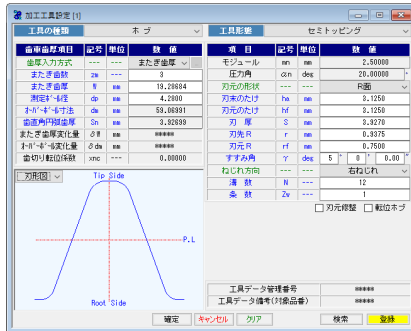 加工工具設定 [1]
工具の種類 ホブ
歯車歯厚項目 記号 単位 数値
歯厚入力方式 --- --- またぎ歯厚
またぎ歯数 zm --- 3
またぎ歯厚 W mm 19.28694
測定ﾎﾞｰﾙ径 dp mm 4.2800
ｵｰﾊﾞｰﾎﾞｰﾙ寸法 dm mm 59.06991
歯直角円弧歯厚 Sn mm 3.92699
またぎ歯厚変化量 ∂W mm *****
ｵｰﾊﾞｰﾎﾞｰﾙ変化量 ∂dm mm *****
歯切り転位係数 xnc --- 0.00000
刃形図
Tip Side
P.L
Root Side
工具形態 セミトッピング
項目 記号 単位 数値
モジュール mn mm 2.50000
圧力角 αn deg 20.00000 °
刃元の形状 --- --- R面
刃末のたけ ha mm 3.1250
刃元のたけ hf mm 3.1250
刃厚 S mm 3.9270
刃先R r mm 0.9375
刃元R rf mm 0.7500
すすみ角 γ deg 5 ° 0 ' 0.00 "
ねじれ方向 --- --- 右ねじれ
溝数 N --- 12
条数 Zw --- 1
刃元修整 転位ホブ
工具データ管理番号 *****
工具データ備考(対象品番) *****
確定 キャンセル クリア 検索 登録